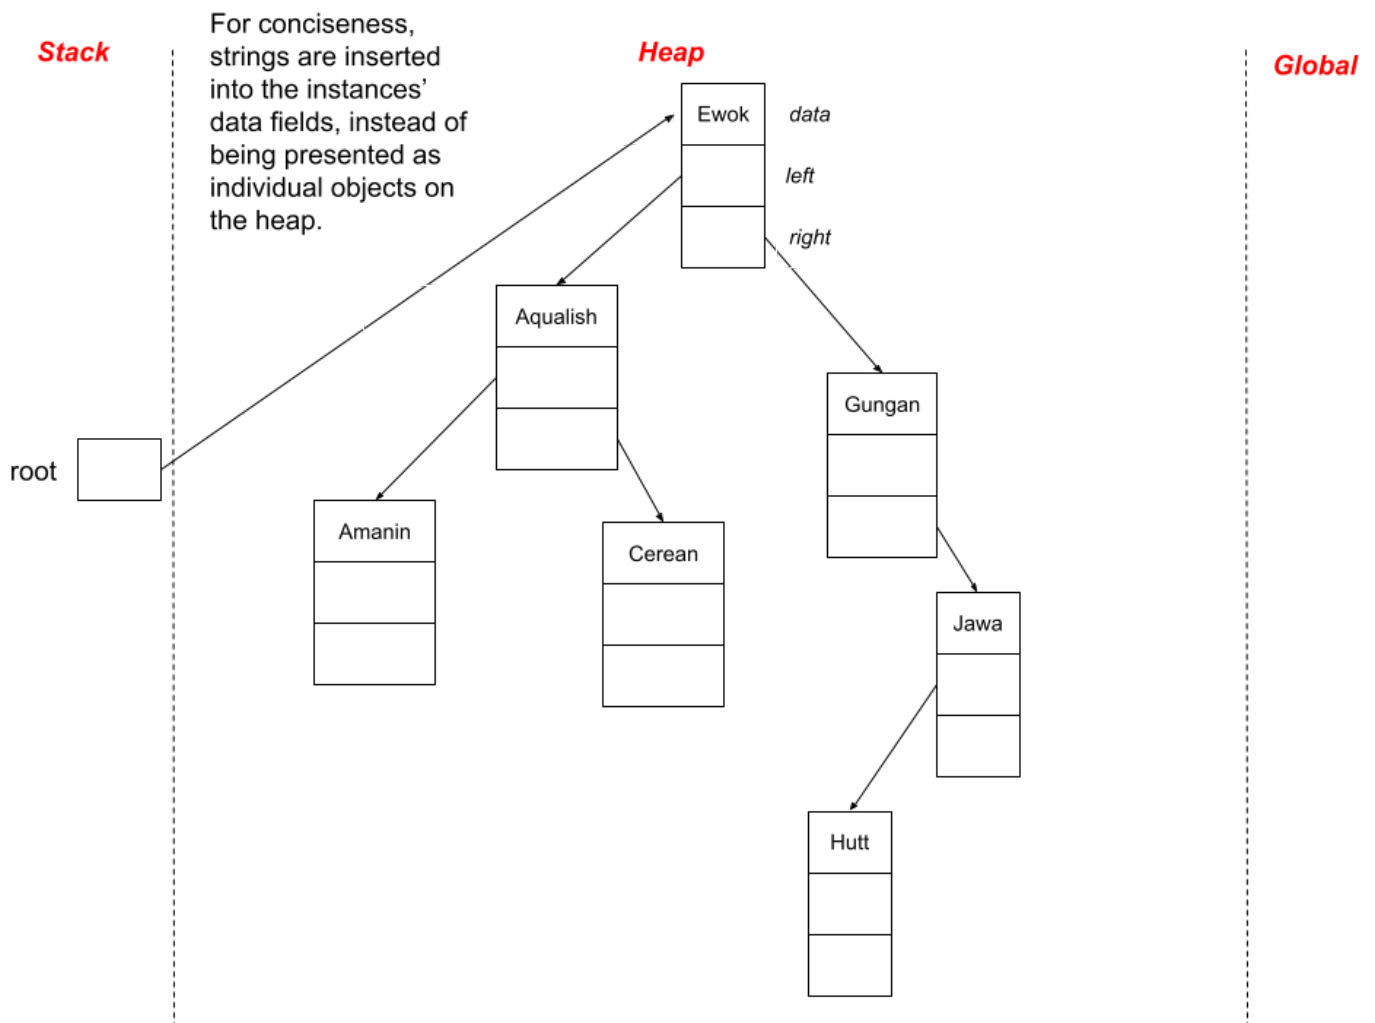 Stack
For conciseness,
strings are inserted
into the instances’
data fields, instead of
being presented as
individual objects on
the heap.
Heap
Global
Ewok
data
left
right
Aqualish
Gungan
root
Amanin
Cerean
Jawa
Hutt